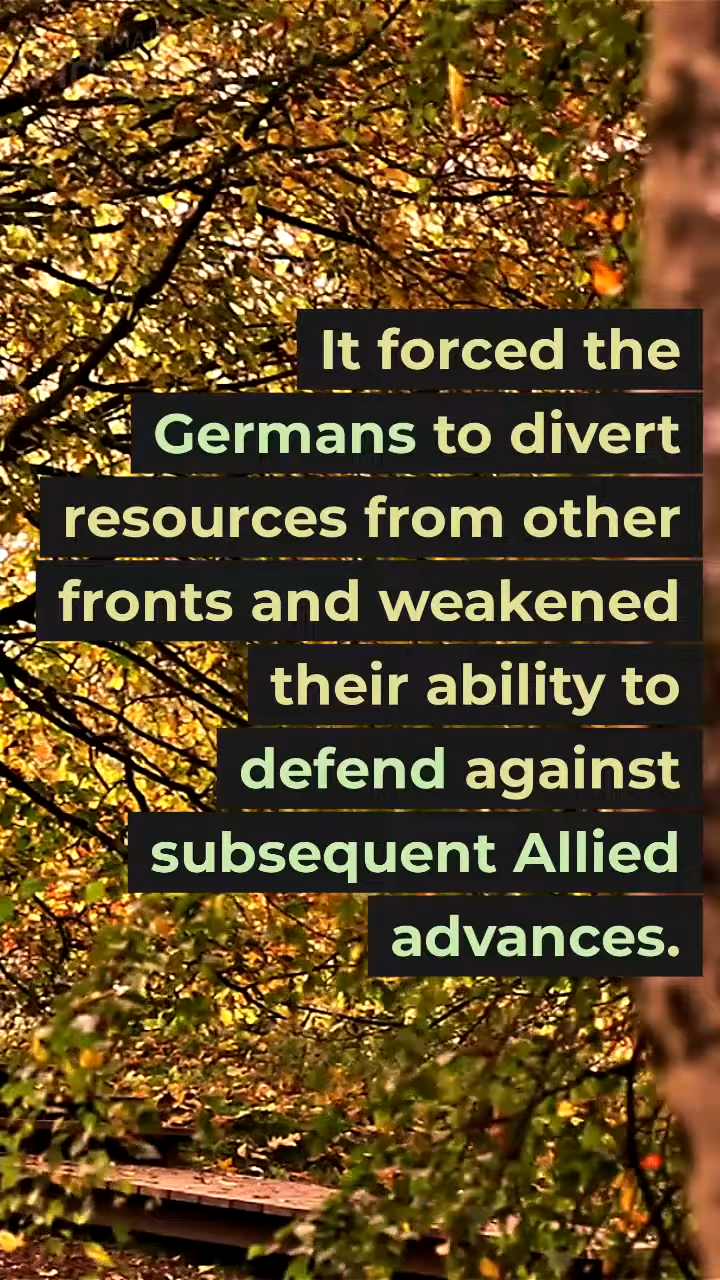 It forced the
Germans to divert
resources from other
fronts and weakened
their ability to
defend against
subsequent Allied
advances.